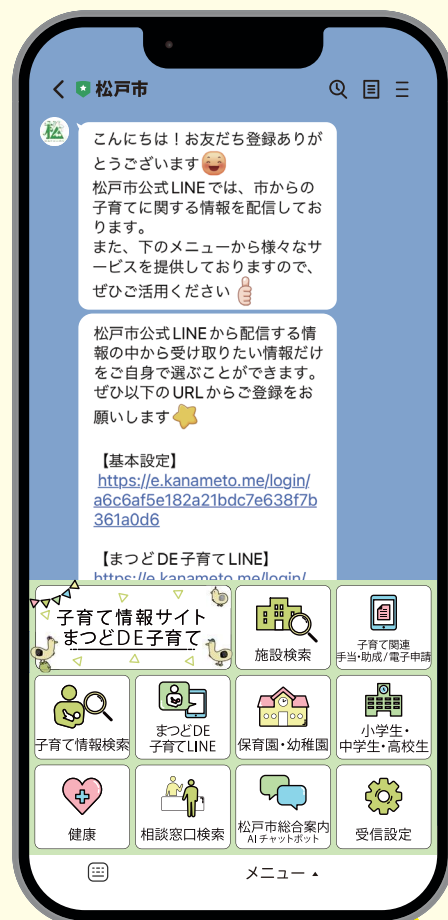 松戸市
松
こんにちは！お友だち登録ありが
とうございます
松戸市公式LINEでは、市からの
子育てに関する情報を配信してお
ります。
また、下のメニューから様々なサ
ービスを提供しておりますので、
ぜひご活用ください
松戸市公式LINEから配信する情
報の中から受け取りたい情報だけ
をご自身で選ぶことができます。
ぜひ以下のURLからご登録をお
願いします
【基本設定】
https://e.kanameto.me/login/
a6c6af5e182a21bdc7e638f7b
361a0d6
【まつどDE子育てLINE】
https://e.kanameto.me/login/
子育て情報サイト
まつどDE子育て
施設検索
子育て関連
手当・助成/電子申請
子育て情報検索
まつどDE
子育てLINE
保育園・幼稚園
小学生・
中学生・高校生
健康
相談窓口検索
松戸市総合案内
AIチャットボット
受信設定
メニュー